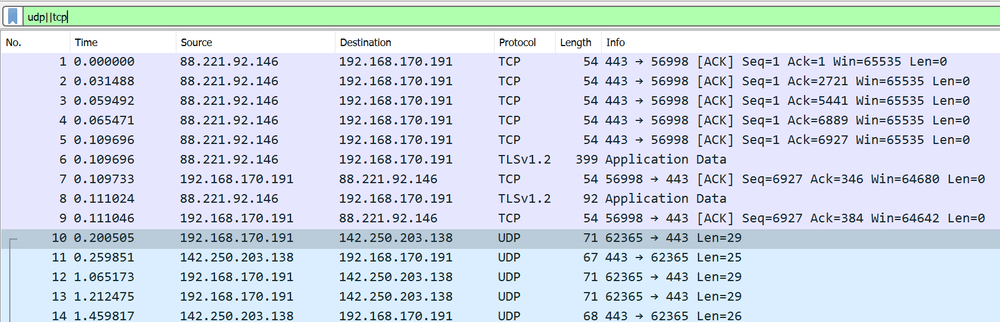 udp||tcp
No. Time Source Destination Protocol Length Info
1 0.000000 88.221.92.146 192.168.170.191 TCP 54 443 → 56998 [ACK] Seq=1 Ack=1 Win=65535 Len=0
2 0.031488 88.221.92.146 192.168.170.191 TCP 54 443 → 56998 [ACK] Seq=1 Ack=2721 Win=65535 Len=0
3 0.059492 88.221.92.146 192.168.170.191 TCP 54 443 → 56998 [ACK] Seq=1 Ack=5441 Win=65535 Len=0
4 0.065471 88.221.92.146 192.168.170.191 TCP 54 443 → 56998 [ACK] Seq=1 Ack=6889 Win=65535 Len=0
5 0.109696 88.221.92.146 192.168.170.191 TCP 54 443 → 56998 [ACK] Seq=1 Ack=6927 Win=65535 Len=0
6 0.109696 88.221.92.146 192.168.170.191 TLSv1.2 399 Application Data
7 0.109733 192.168.170.191 88.221.92.146 TCP 54 56998 → 443 [ACK] Seq=6927 Ack=346 Win=64680 Len=0
8 0.111024 88.221.92.146 192.168.170.191 TLSv1.2 92 Application Data
9 0.111046 192.168.170.191 88.221.92.146 TCP 54 56998 → 443 [ACK] Seq=6927 Ack=384 Win=64642 Len=0
10 0.200505 192.168.170.191 142.250.203.138 UDP 71 62365 → 443 Len=29
11 0.259851 142.250.203.138 192.168.170.191 UDP 67 443 → 62365 Len=25
12 1.065173 192.168.170.191 142.250.203.138 UDP 71 62365 → 443 Len=29
13 1.212475 192.168.170.191 142.250.203.138 UDP 71 62365 → 443 Len=29
14 1.459817 142.250.203.138 192.168.170.191 UDP 68 443 → 62365 Len=26